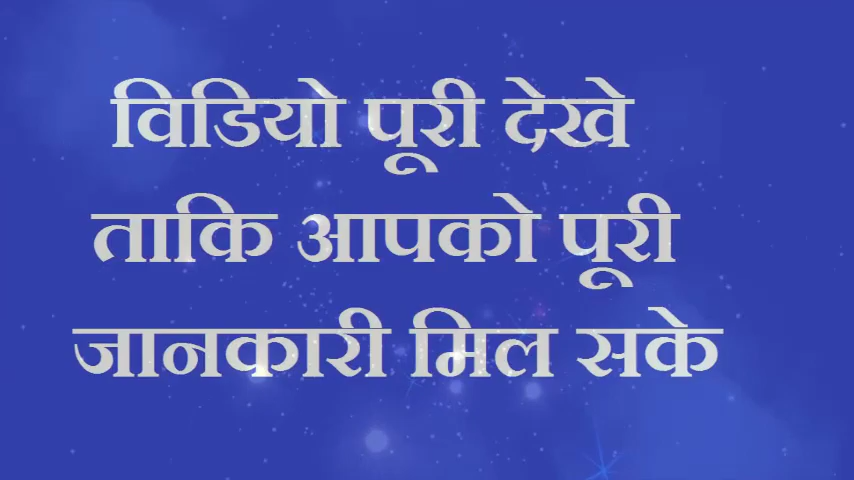 विडियो पूरी देखे
ताकि आपको पूरी
जानकारी मिल सके